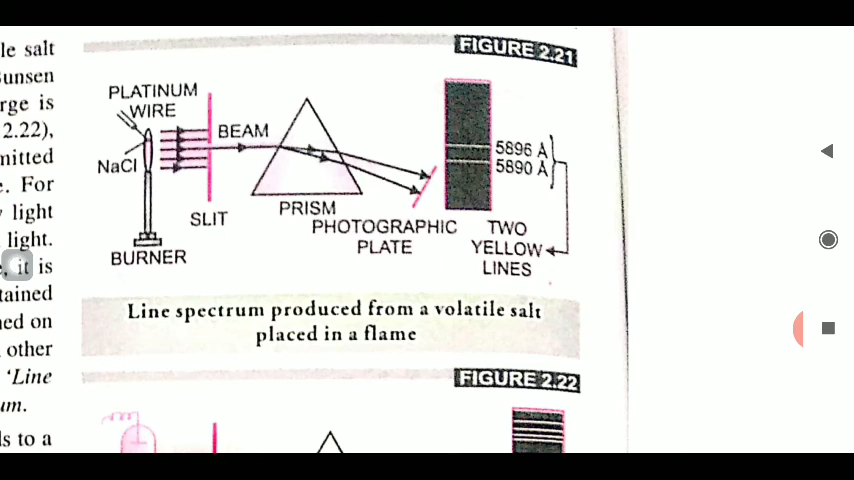 le salt
Bunsen
rge is
2.22),
mitted
e. For
light
light.
, it is
tained
ned on
other
'Line
um.
ls to a
FIGURE 2.21
PLATINUM
WIRE
NaCl
BURNER
SLIT
BEAM
PRISM
PHOTOGRAPHIC
PLATE
5896 Å
5890 Å
TWO
YELLOW
LINES
Line spectrum produced from a volatile salt
placed in a flame
FIGURE 2.22